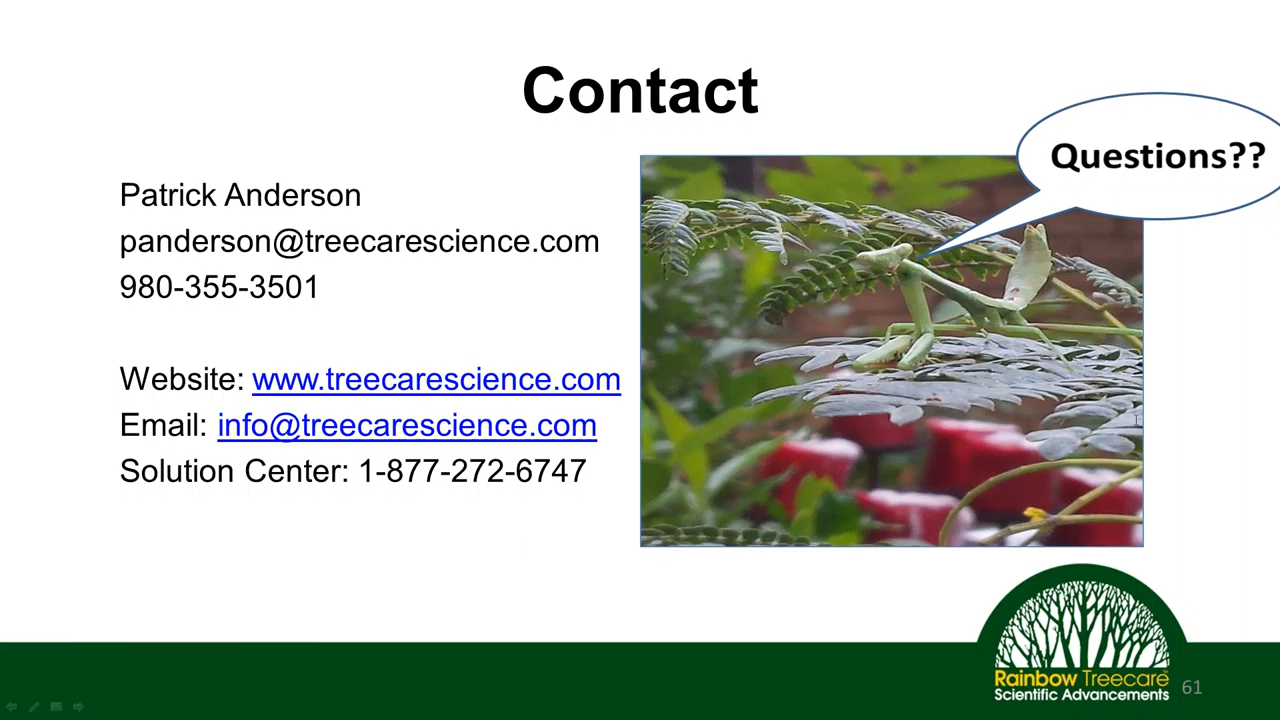 Contact
Questions??
Patrick Anderson
panderson@treecarescience.com
980-355-3501
Website: www.treecarescience.com
Email: info@treecarescience.com
Solution Center: 1-877-272-6747
Rainbow Treecare
Scientific Advancements
61